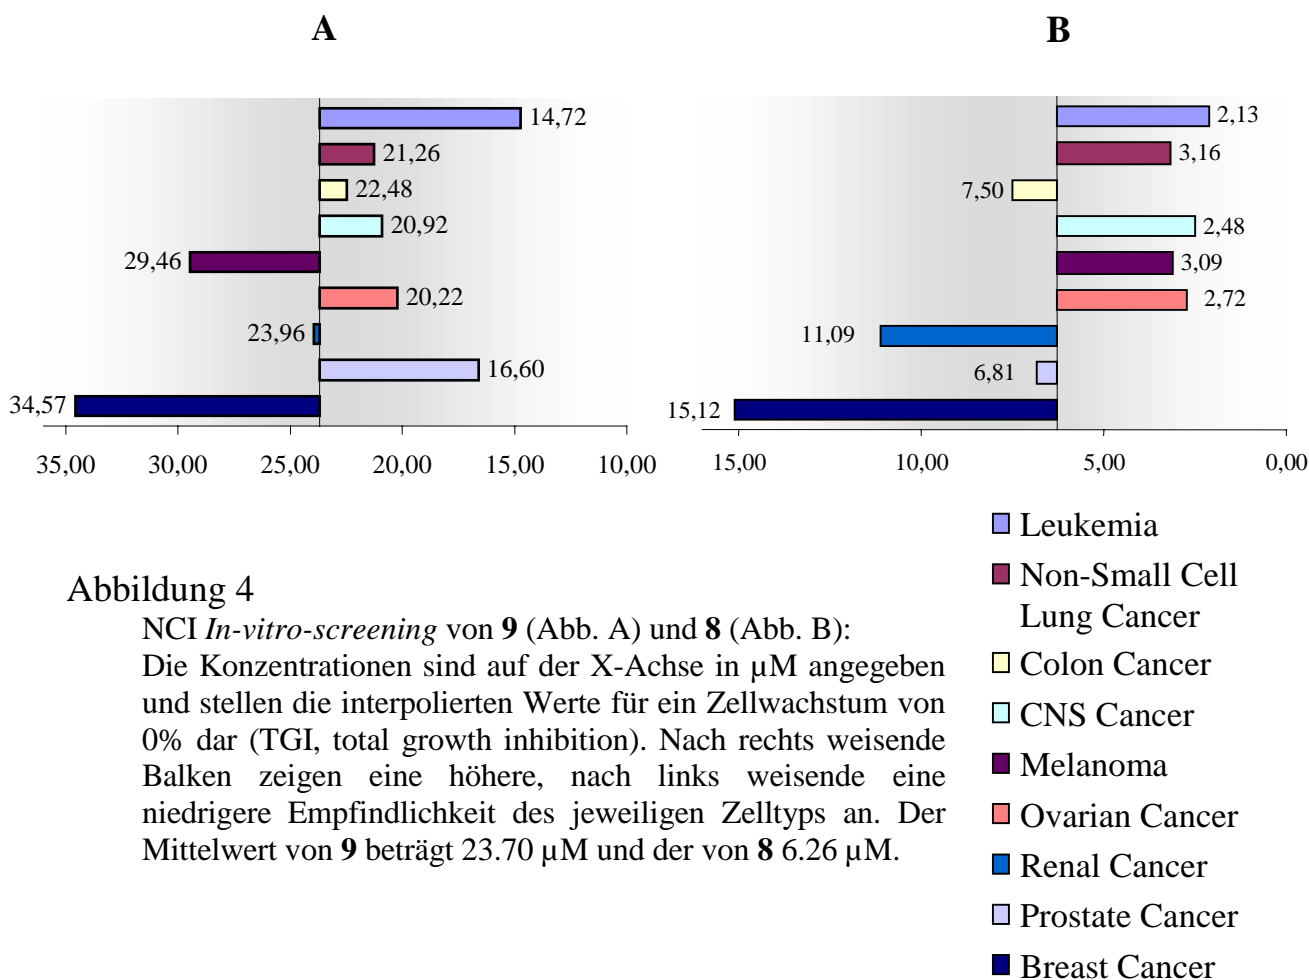 A
14,72
21,26
22,48
20,92
29,46
20,22
23,96
16,60
34,57
35,00 30,00 25,00 20,00 15,00 10,00
B
2,13
3,16
7,50
2,48
3,09
2,72
11,09
6,81
15,12
15,00 10,00 5,00 0,00
Leukemia
Non-Small Cell
Lung Cancer
Colon Cancer
CNS Cancer
Melanoma
Ovarian Cancer
Renal Cancer
Prostate Cancer
Breast Cancer
Abbildung 4
NCI In-vitro-screening von 9 (Abb. A) und 8 (Abb. B):
Die Konzentrationen sind auf der X-Achse in µM angegeben
und stellen die interpolierten Werte für ein Zellwachstum von
0% dar (TGI, total growth inhibition). Nach rechts weisende
Balken zeigen eine höhere, nach links weisende eine
niedrigere Empfindlichkeit des jeweiligen Zelltyps an. Der
Mittelwert von 9 beträgt 23.70 µM und der von 8 6.26 µM.